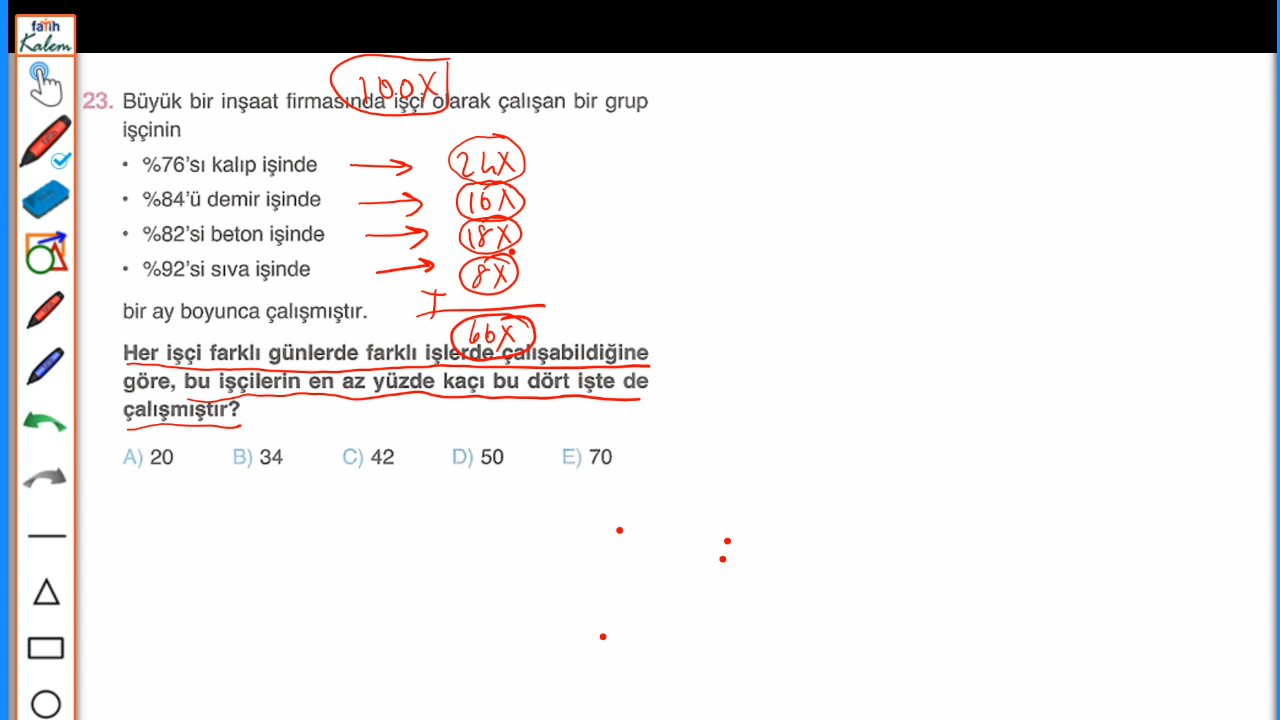 fatih
Kalem
100X
23. Büyük bir inşaat firmasında işçi olarak çalışan bir grup
işçinin
• %76'sı kalıp işinde → 24X
• %84'ü demir işinde → 16X
• %82'si beton işinde → 18X
• %92'si sıva işinde → 8X
+
bir ay boyunca çalışmıştır.
66X
Her işçi farklı günlerde farklı işlerde çalışabildiğine
göre, bu işçilerin en az yüzde kaçı bu dört işte de
çalışmıştır?
A) 20 B) 34 C) 42 D) 50 E) 70